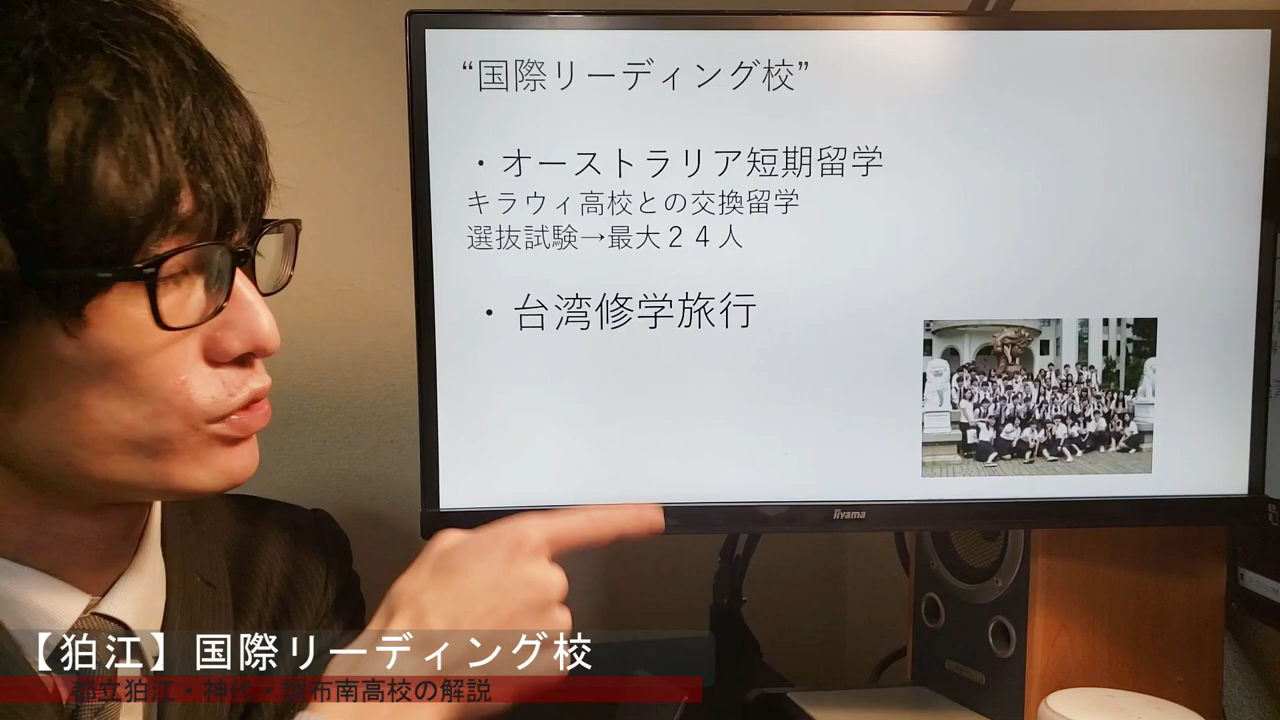 “国際リーディング校”
・オーストラリア短期留学
キラウィ高校との交換留学
選抜試験→最大２４人
・台湾修学旅行
iiyama
【狛江】国際リーディング校
都立狛江・神代・調布南高校の解説